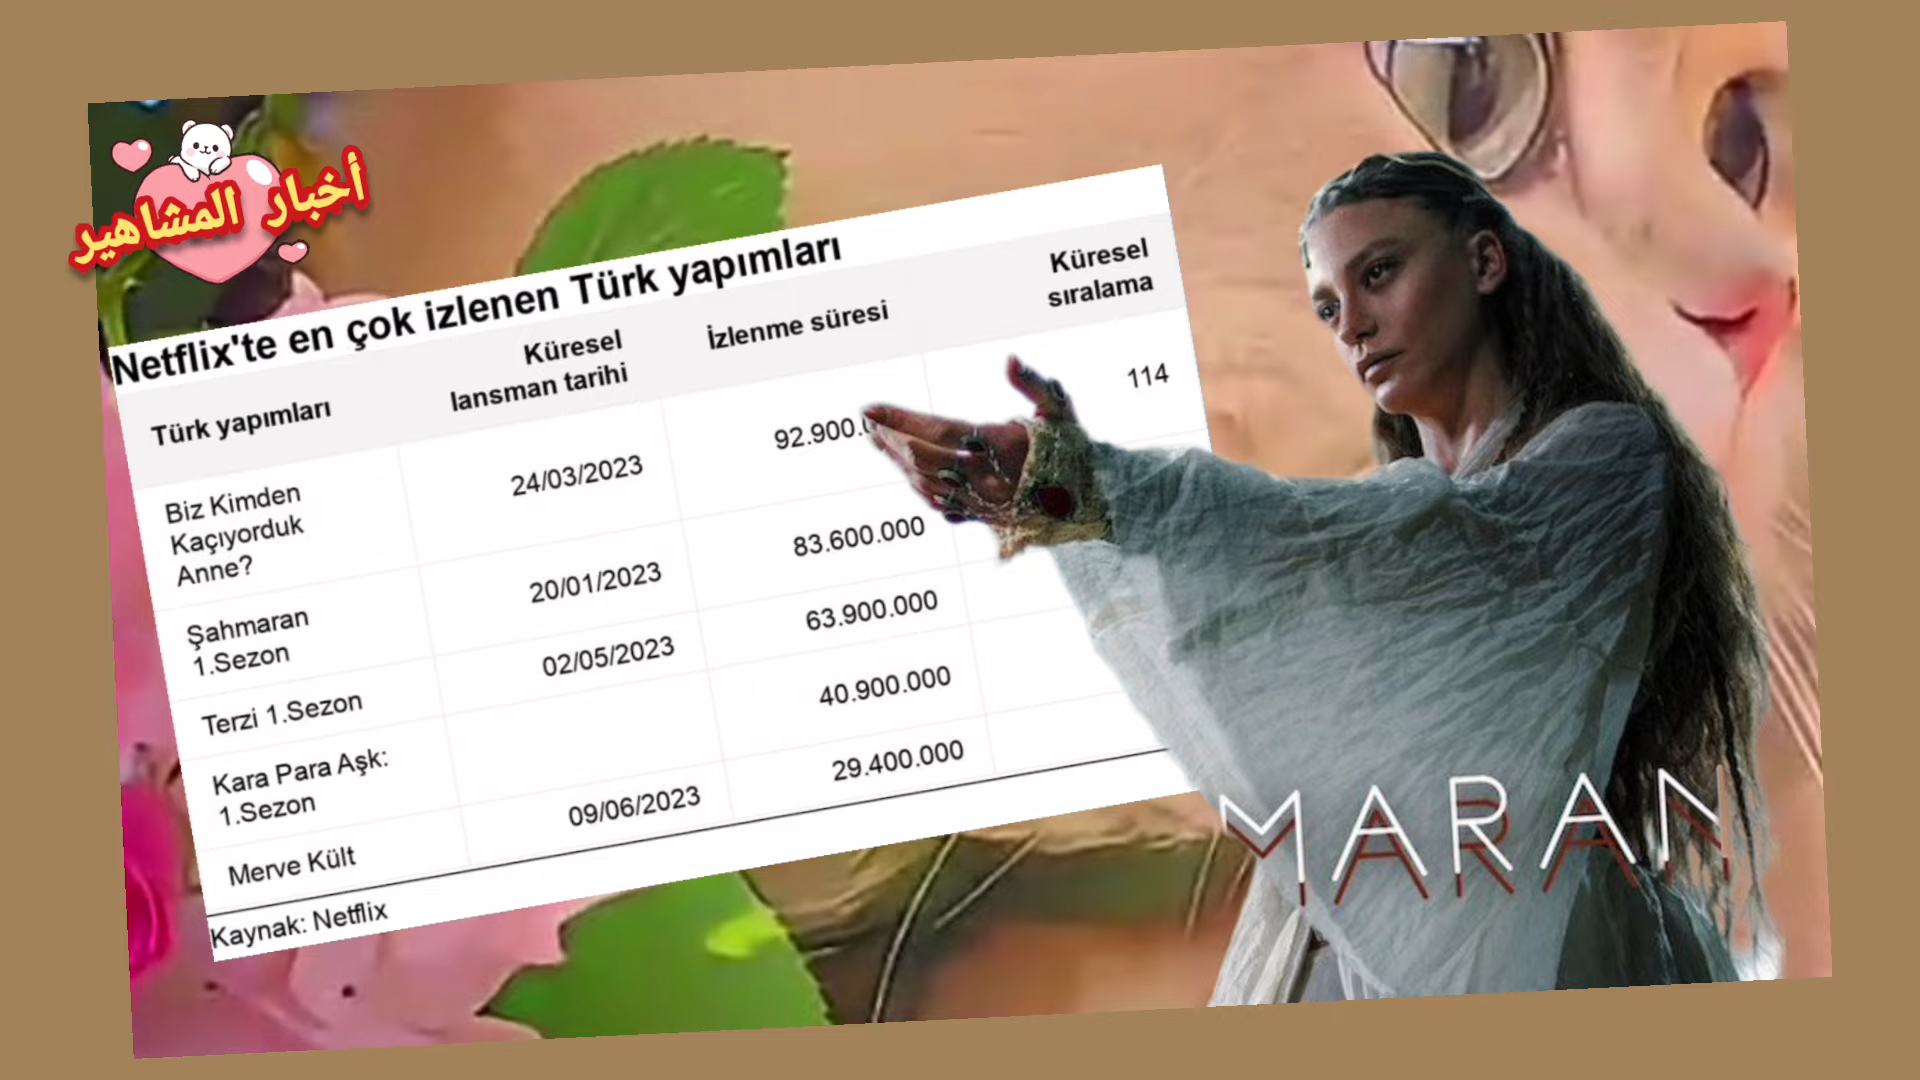 أخبار المشاهير
Netflix'te en çok izlenen Türk yapımları
Türk yapımları
Küresel
lansman tarihi
İzlenme süresi
Küresel
sıralama
Biz Kimden
Kaçıyorduk
Anne?
24/03/2023
114
Şahmaran
1.Sezon
20/01/2023
83.600.000
Terzi 1.Sezon
02/05/2023
63.900.000
Kara Para Aşk:
1.Sezon
40.900.000
Merve Kült
09/06/2023
29.400.000
Kaynak: Netflix
MARAN